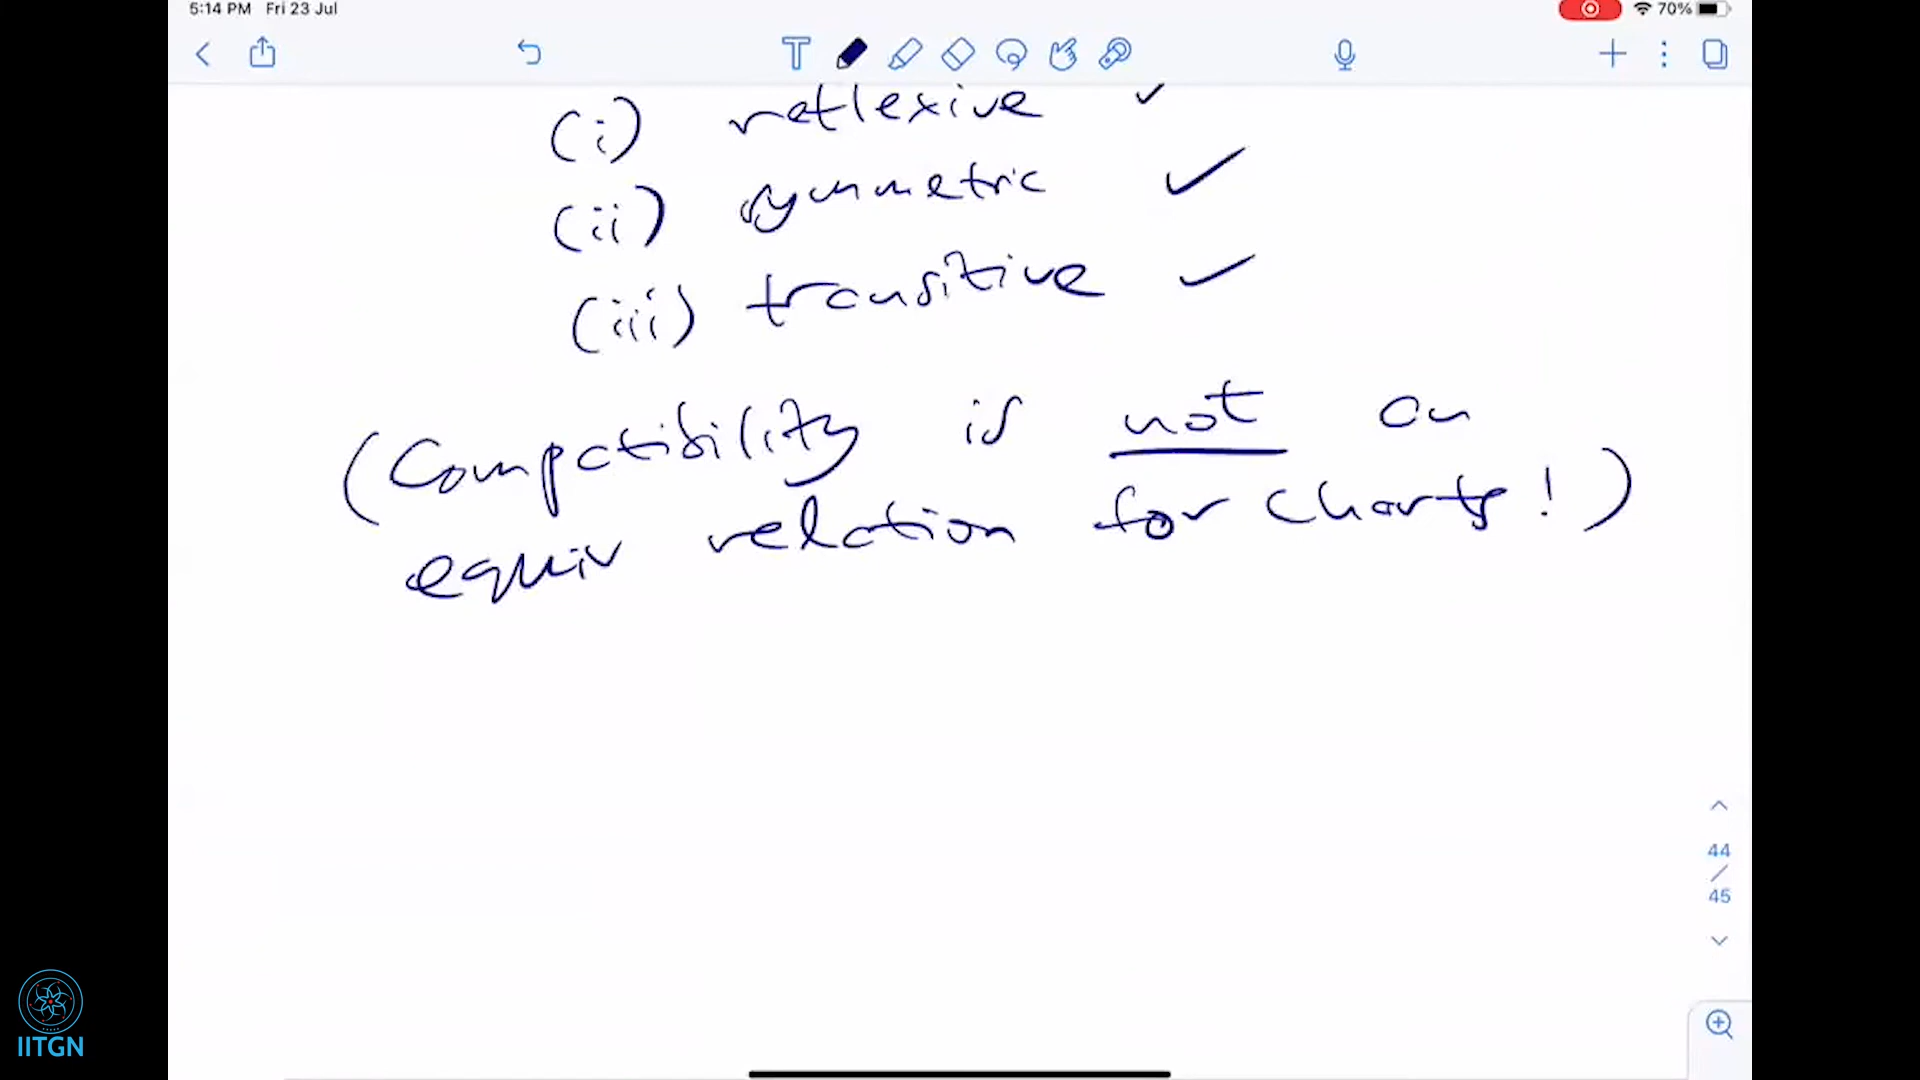 5:14 PM Fri 23 Jul
70%
(i) reflexive ✓
(ii) symmetric ✓
(iii) transitive ✓
(Compatibility is not an
equiv relation for charts!)
44
/
45
IITGN